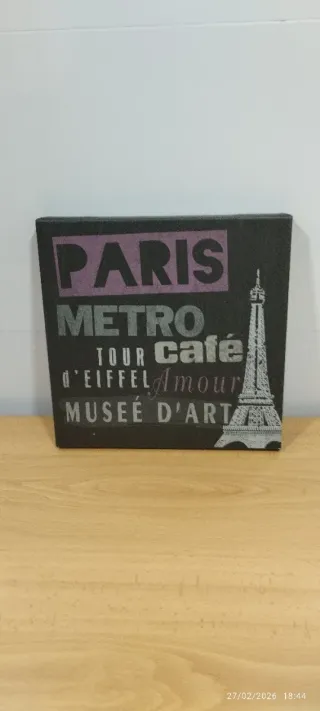 PARIS
METRO
TOUR café
d'EIFFEL Amour
MUSEÉ D'ART
27/02/2026 18:44